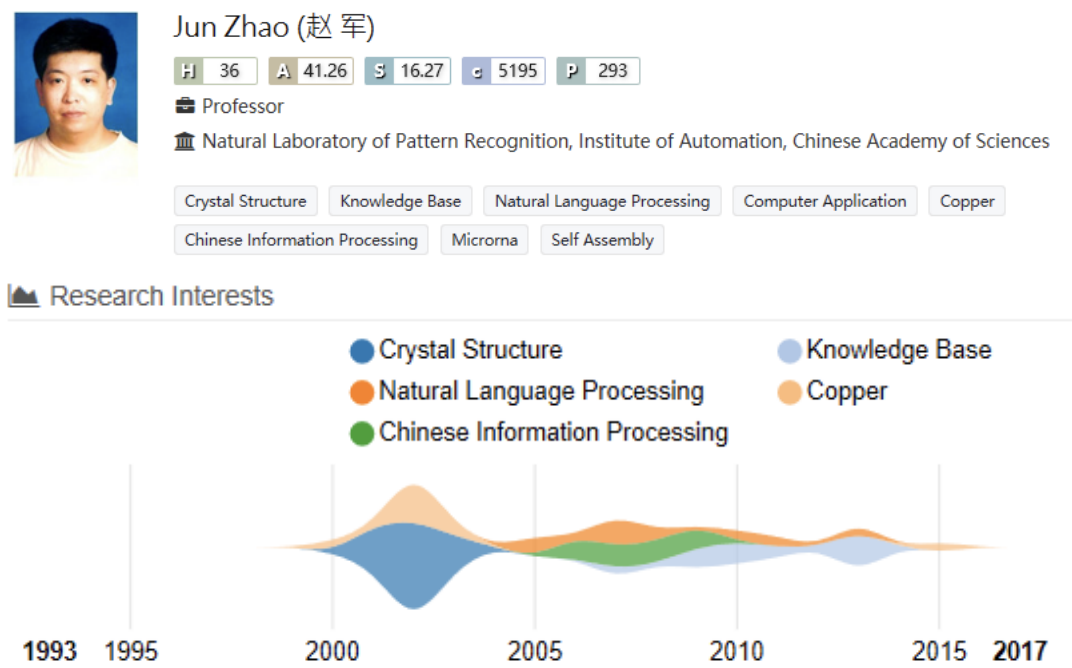 Jun Zhao (赵 军)
H 36 A 41.26 S 16.27 c 5195 P 293
Professor
Natural Laboratory of Pattern Recognition, Institute of Automation, Chinese Academy of Sciences
Crystal Structure Knowledge Base Natural Language Processing Computer Application Copper
Chinese Information Processing Microrna Self Assembly
Research Interests
Crystal Structure Knowledge Base
Natural Language Processing Copper
Chinese Information Processing
1993 1995 2000 2005 2010 2015 2017